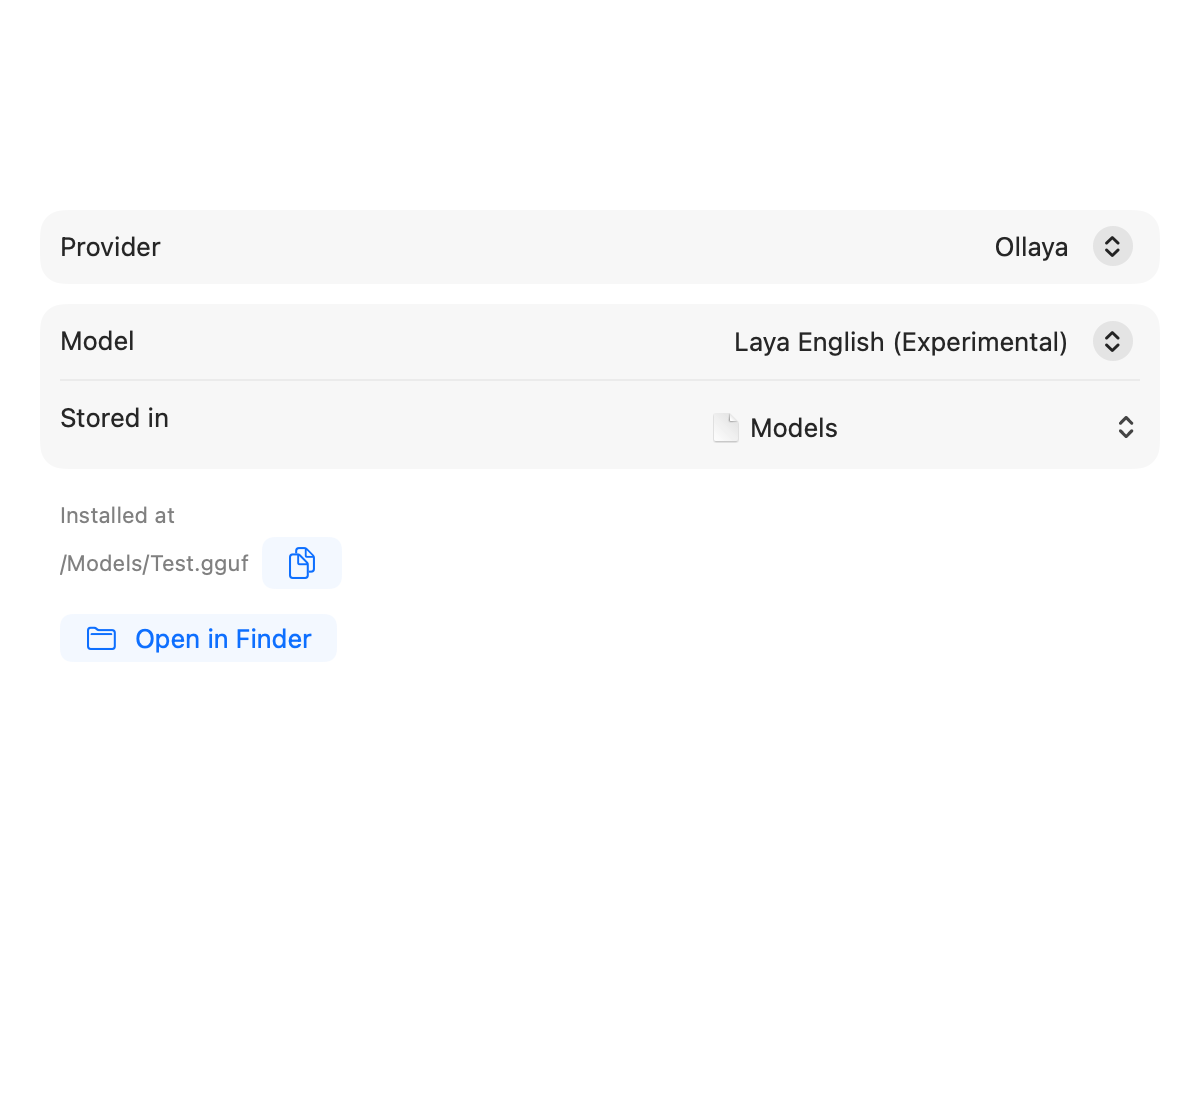 Provider Ollaya
Model Laya English (Experimental)
Stored in Models
Installed at
/Models/Test.gguf
Open in Finder